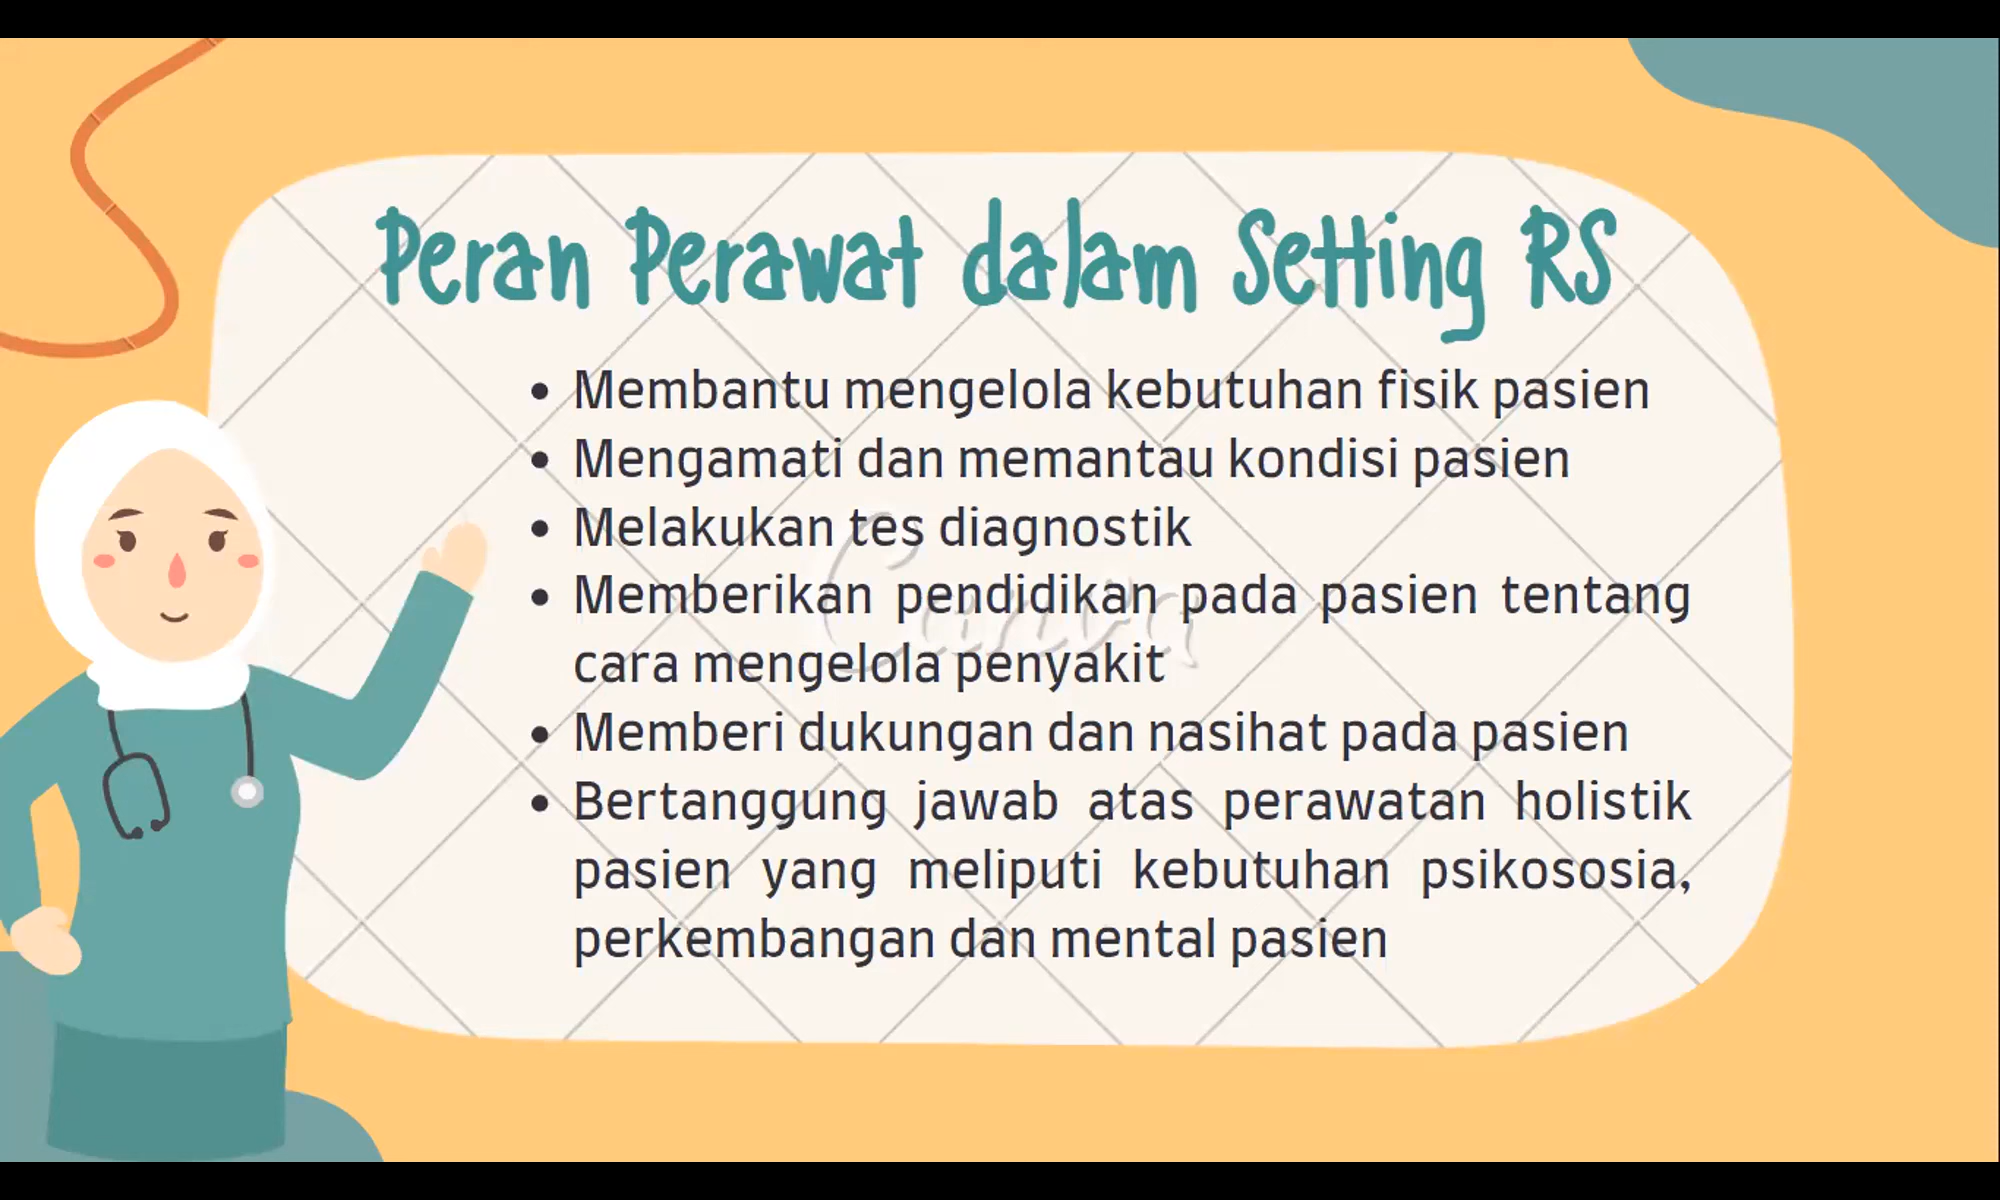 Peran Perawat dalam Setting RS
• Membantu mengelola kebutuhan fisik pasien
• Mengamati dan memantau kondisi pasien
• Melakukan tes diagnostik
• Memberikan pendidikan pada pasien tentang
cara mengelola penyakit
• Memberi dukungan dan nasihat pada pasien
• Bertanggung jawab atas perawatan holistik
pasien yang meliputi kebutuhan psikososia,
perkembangan dan mental pasien
Canva